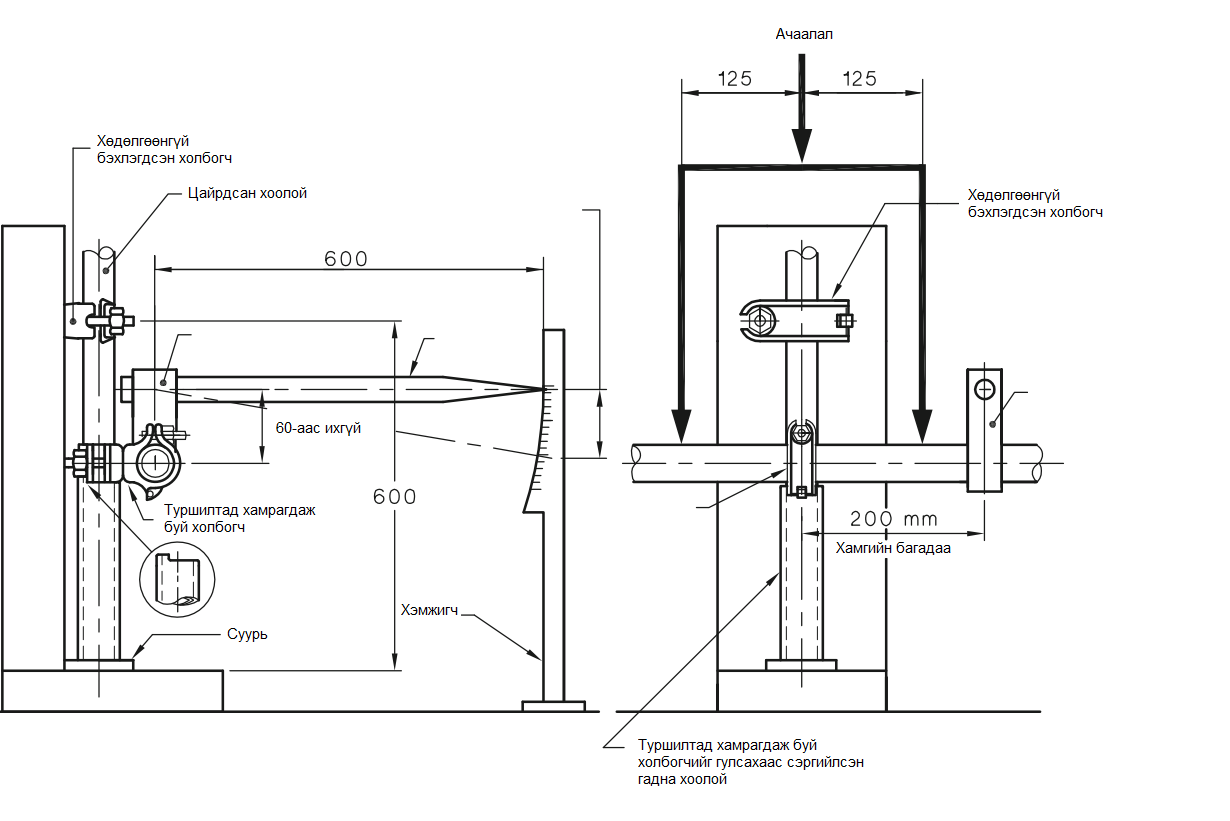 Ачаалал
125
125
Хөдөлгөөнгүй
бэхлэгдсэн холбогч
Цайрдсан хоолой
Хөдөлгөөнгүй
бэхлэгдсэн холбогч
600
60-аас ихгүй
600
Туршилтад хамрагдаж
буй холбогч
200 mm
Хамгийн багадаа
Хэмжигч
Суурь
Туршилтад хамрагдаж буй
холбогчийг гулсахаас сэргийлсэн
гадна хоолой